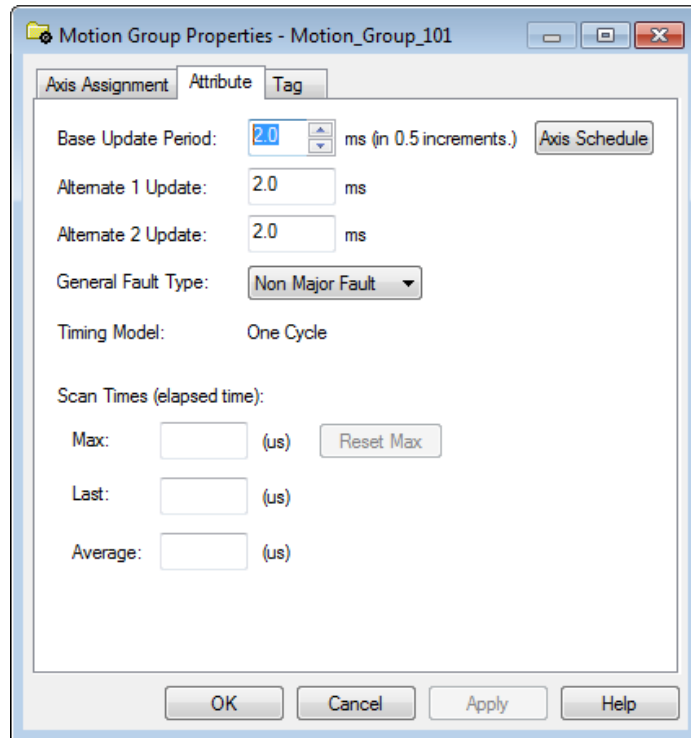 Motion Group Properties - Motion_Group_101
Axis Assignment Attribute Tag
Base Update Period: 2.0 ms (in 0.5 increments.) Axis Schedule
Alternate 1 Update: 2.0 ms
Alternate 2 Update: 2.0 ms
General Fault Type: Non Major Fault
Timing Model: One Cycle
Scan Times (elapsed time):
Max: (us) Reset Max
Last: (us)
Average: (us)
OK Cancel Apply Help